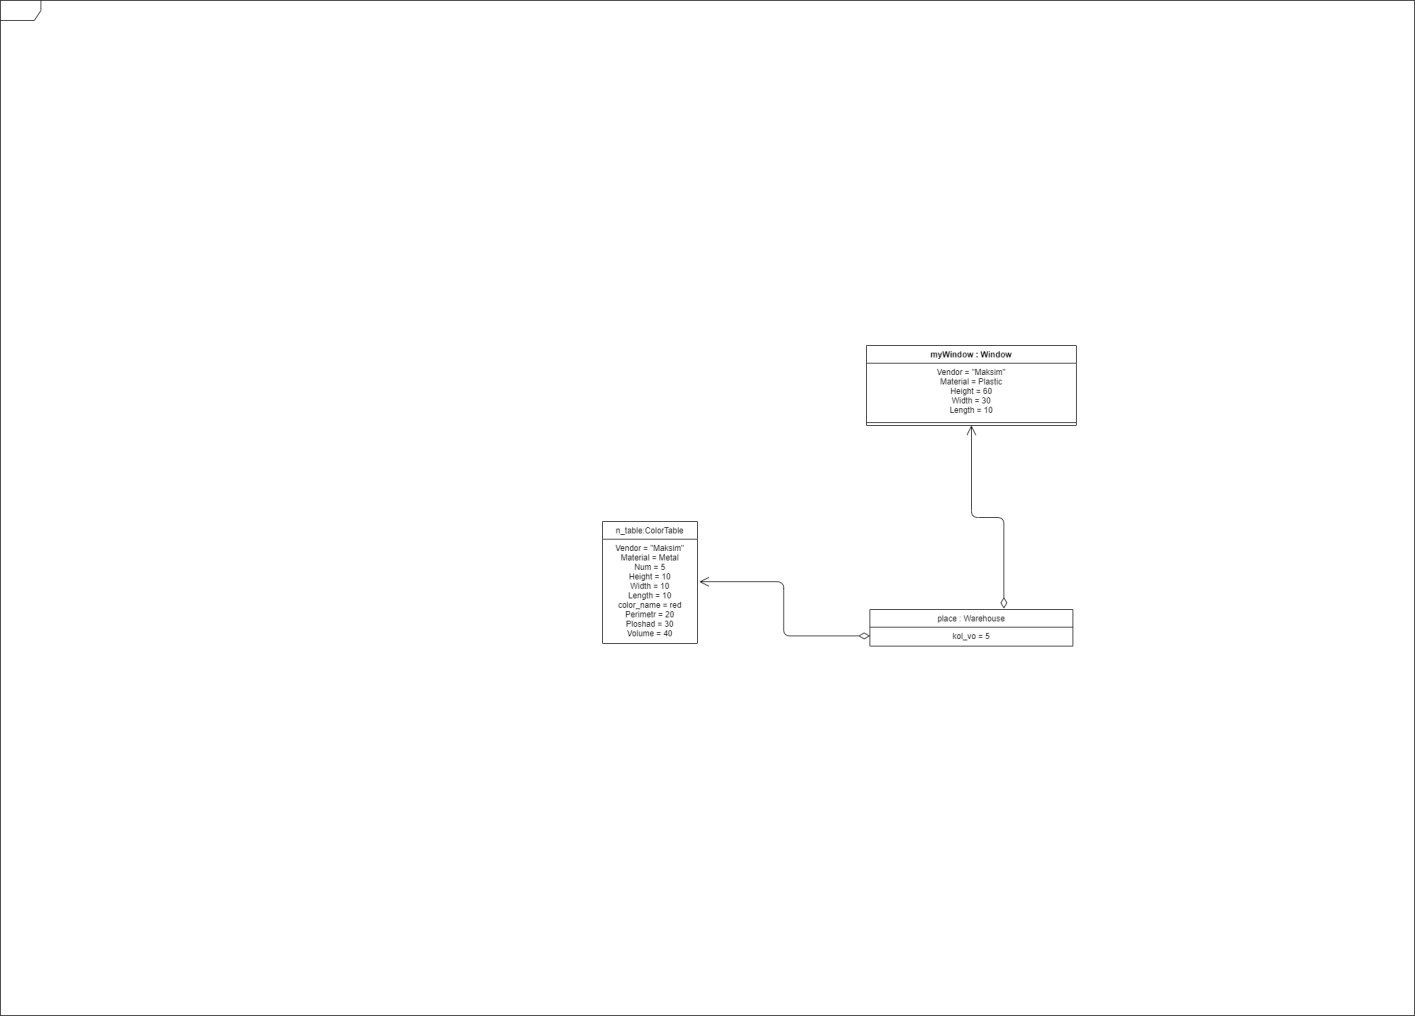 myWindow : Window
Vendor = "Maksim"
Material = Plastic
Height = 60
Width = 30
Length = 10
n_table:ColorTable
Vendor = "Maksim"
Material = Metal
Num = 5
Height = 10
Width = 10
Length = 10
color_name = red
Perimetr = 20
Ploshad = 30
Volume = 40
place : Warehouse
kol_vo = 5